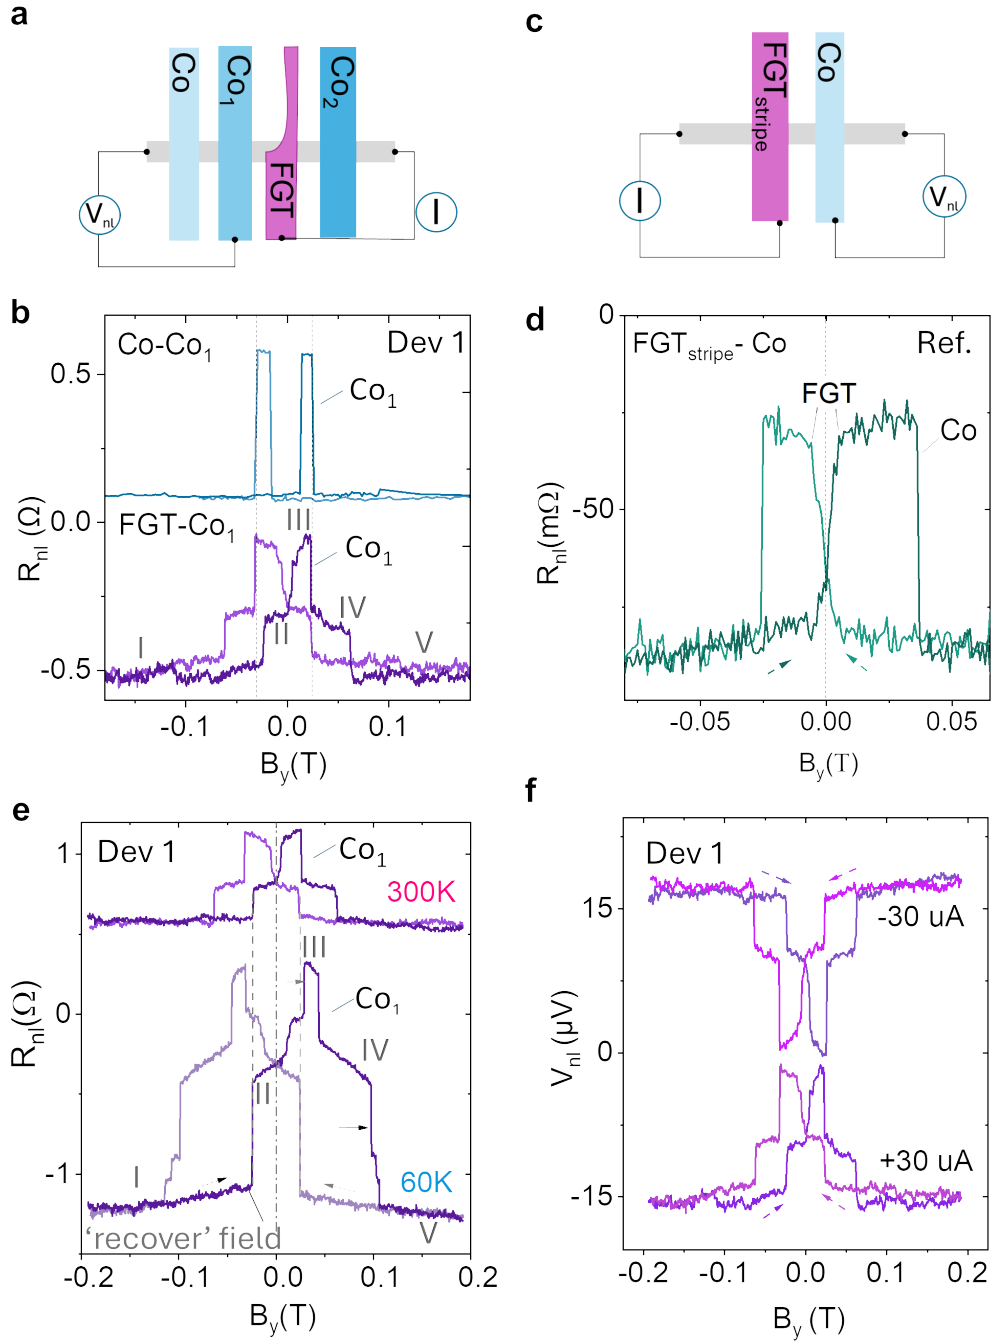 a
Co
Co1
FGT
Co2
Vnl
I
c
FGTstripe
Co
I
Vnl
b
Co-Co1
Dev 1
Co1
FGT-Co1
III
Co1
IV
II
I
V
0.5
0.0
-0.5
Rnl (Ω)
-0.1
0.0
0.1
By(T)
d
FGTstripe- Co
Ref.
FGT
Co
0
-50
Rnl(mΩ)
-0.05
0.00
0.05
By(T)
e
Dev 1
Co1
300K
III
Co1
IV
II
I
60K
'recover' field
V
1
0
-1
Rnl(Ω)
-0.2
-0.1
0.0
0.1
0.2
By(T)
f
Dev 1
-30 uA
+30 uA
15
0
-15
Vnl (μV)
-0.2
-0.1
0.0
0.1
0.2
By (T)